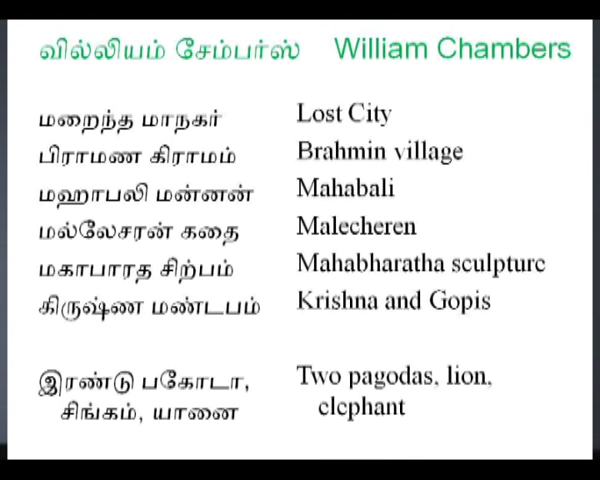 வில்லியம் சேம்பர்ஸ் William Chambers
மறைந்த மாநகர் Lost City
பிராமண கிராமம் Brahmin village
மஹாபலி மன்னன் Mahabali
மல்லேசரன் கதை Malecheren
மகாபாரத சிற்பம் Mahabharatha sculpture
கிருஷ்ண மண்டபம் Krishna and Gopis
இரண்டு பகோடா, Two pagodas, lion,
சிங்கம், யானை elephant